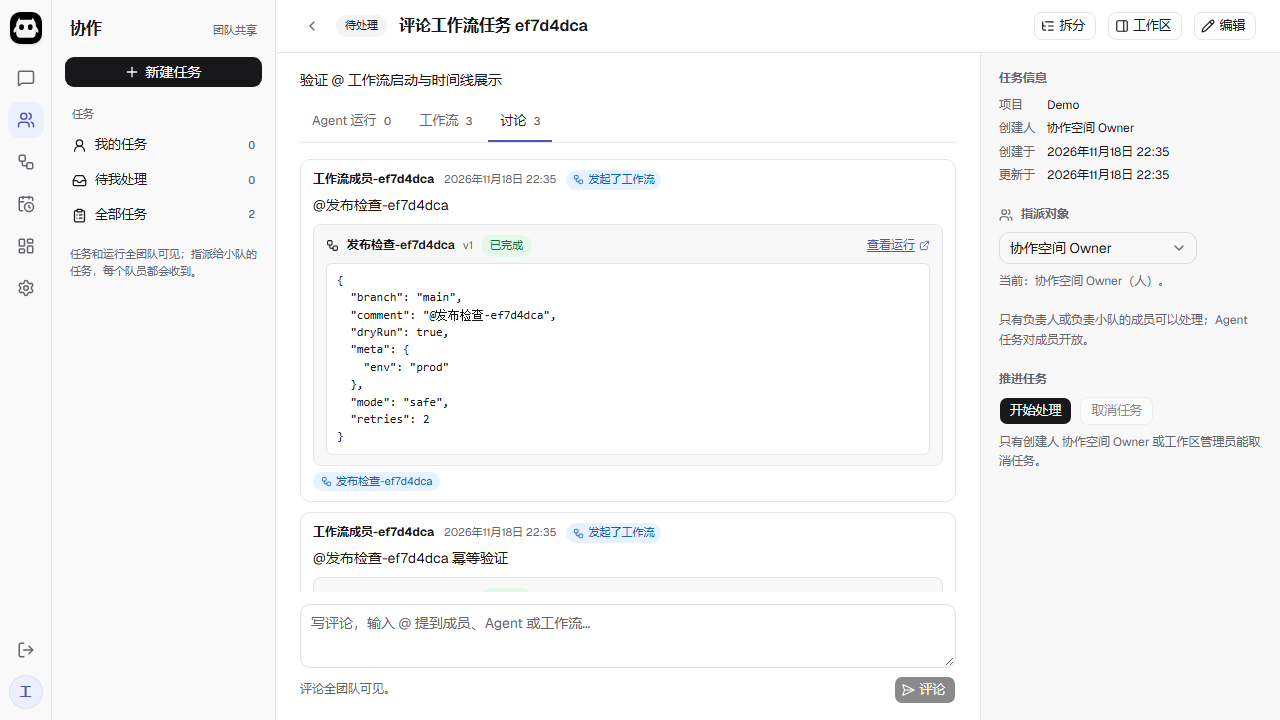 协作
团队共享
新建任务
任务
我的任务 0
待我处理 0
全部任务 2
任务和运行全团队可见；指派给小队的
任务，每个队员都会收到。
工
待处理 评论工作流任务 ef7d4dca
拆分 工作区 编辑
验证 @ 工作流启动与时间线展示
Agent 运行 0 工作流 3 讨论 3
工作流成员-ef7d4dca 2026年11月18日 22:35 发起了工作流
@发布检查-ef7d4dca
发布检查-ef7d4dca v1 已完成 查看运行
{
"branch": "main",
"comment": "@发布检查-ef7d4dca",
"dryRun": true,
"meta": {
"env": "prod"
},
"mode": "safe",
"retries": 2
}
发布检查-ef7d4dca
工作流成员-ef7d4dca 2026年11月18日 22:35 发起了工作流
@发布检查-ef7d4dca 幂等验证
写评论，输入 @ 提到成员、Agent 或工作流…
评论全团队可见。
评论
任务信息
项目 Demo
创建人 协作空间 Owner
创建于 2026年11月18日 22:35
更新于 2026年11月18日 22:35
指派对象
协作空间 Owner
当前：协作空间 Owner（人）。
只有负责人或负责小队的成员可以处理；Agent
任务对成员开放。
推进任务
开始处理 取消任务
只有创建人 协作空间 Owner 或工作区管理员能取
消任务。